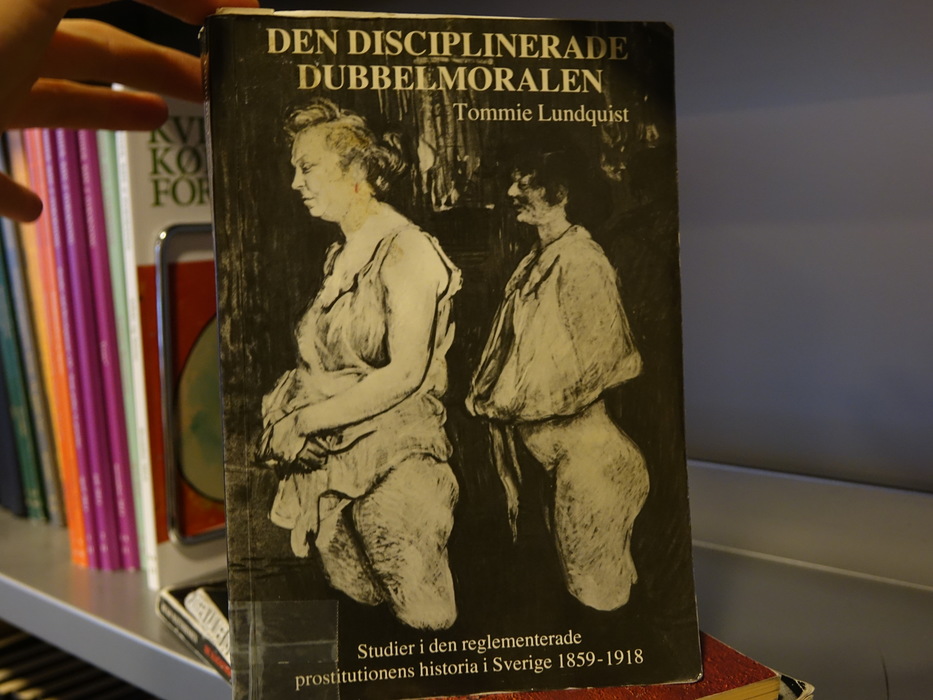 DEN DISCIPLINERADE
DUBBELMORALEN
Tommie Lundquist
Studier i den reglementerade
prostitutionens historia i Sverige 1859-1918